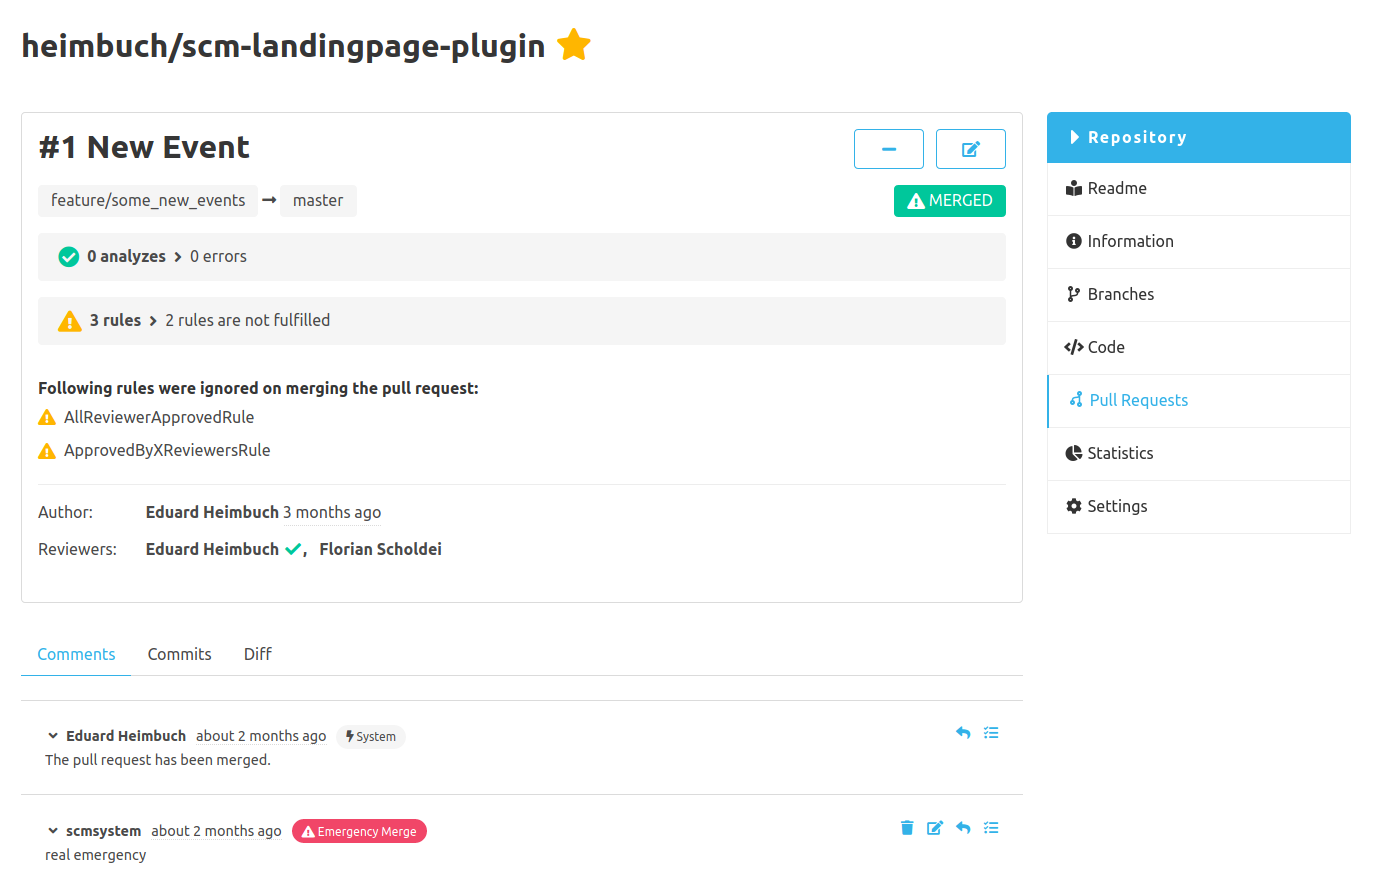 heimbuch/scm-landingpage-plugin
#1 New Event
feature/some_new_events → master
MERGED
0 analyzes > 0 errors
3 rules > 2 rules are not fulfilled
Following rules were ignored on merging the pull request:
AllReviewerApprovedRule
ApprovedByXReviewersRule
Author: Eduard Heimbuch 3 months ago
Reviewers: Eduard Heimbuch ✓, Florian Scholdei
Repository
Readme
Information
Branches
Code
Pull Requests
Statistics
Settings
Comments Commits Diff
Eduard Heimbuch about 2 months ago System
The pull request has been merged.
scmsystem about 2 months ago Emergency Merge
real emergency